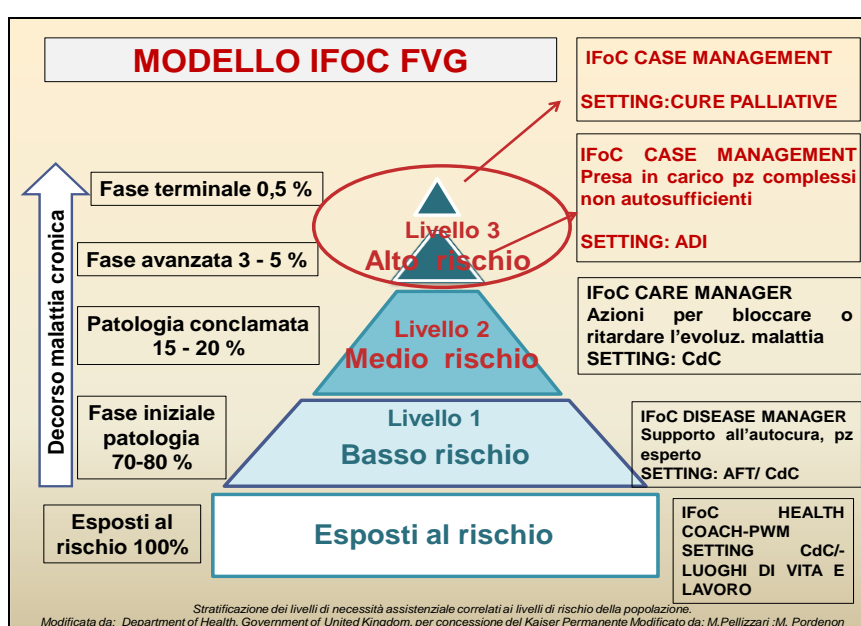 MODELLO IFOC FVG
IFoC CASE MANAGEMENT
SETTING:CURE PALLIATIVE
IFoC CASE MANAGEMENT
Presa in carico pz complessi
non autosufficienti
SETTING: ADI
Decorso malattia cronica
Fase terminale 0,5 %
Livello 3
Alto rischio
Fase avanzata 3 - 5 %
IFoC CARE MANAGER
Azioni per bloccare o
ritardare l'evoluz. malattia
SETTING: CdC
Patologia conclamata
15 - 20 %
Livello 2
Medio rischio
Fase iniziale
patologia
70-80 %
Livello 1
Basso rischio
IFoC DISEASE MANAGER
Supporto all'autocura, pz
esperto
SETTING: AFT/ CdC
Esposti al
rischio 100%
Esposti al rischio
IFoC HEALTH
COACH-PWM
SETTING CdC/-
LUOGHI DI VITA E
LAVORO
Stratificazione dei livelli di necessità assistenziale correlati ai livelli di rischio della popolazione.
Modificata da: Department of Health, Government of United Kingdom, per concessione del Kaiser Permanente Modificato da: M.Pellizzari ;M. Pordenon